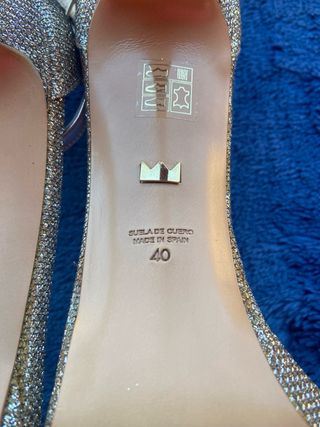 SUELA DE CUERO
MADE IN SPAIN
40